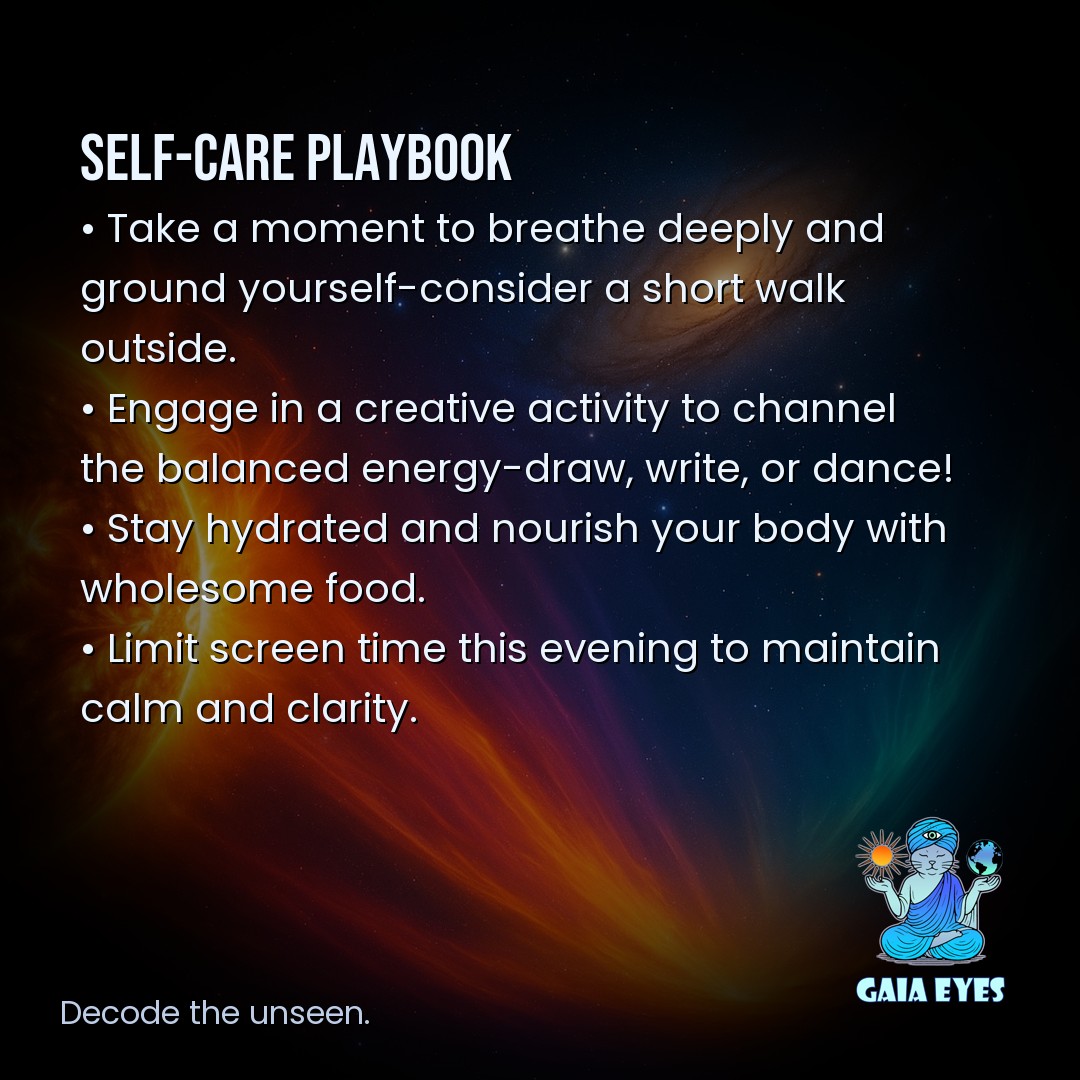 SELF-CARE PLAYBOOK
• Take a moment to breathe deeply and
ground yourself-consider a short walk
outside.
• Engage in a creative activity to channel
the balanced energy-draw, write, or dance!
• Stay hydrated and nourish your body with
wholesome food.
• Limit screen time this evening to maintain
calm and clarity.
GAIA EYES
Decode the unseen.